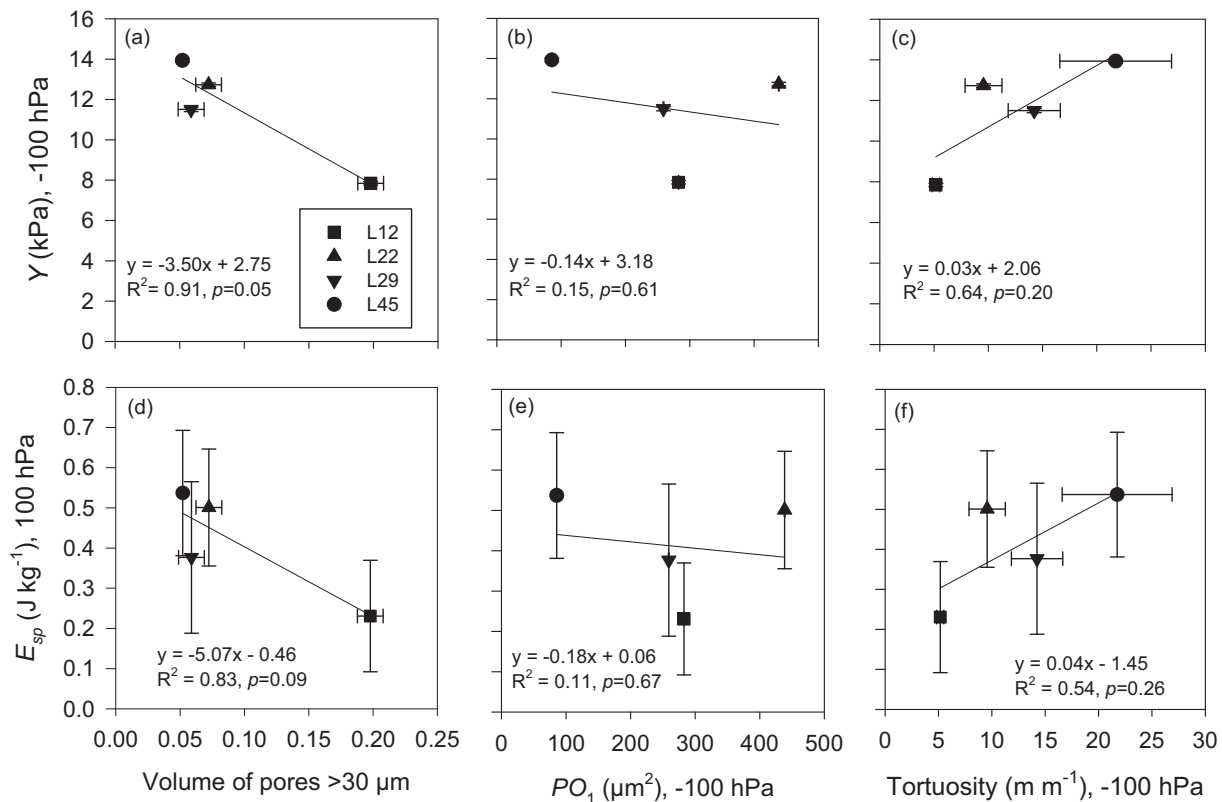 (a)
(b)
(c)
Y (kPa), -100 hPa
16
14
12
10
8
6
4
2
0
L12
L22
L29
L45
y = -3.50x + 2.75
R² = 0.91, p=0.05
y = -0.14x + 3.18
R² = 0.15, p=0.61
y = 0.03x + 2.06
R² = 0.64, p=0.20
(d)
(e)
(f)
E_sp (J kg⁻¹), 100 hPa
0.8
0.7
0.6
0.5
0.4
0.3
0.2
0.1
0.0
y = -5.07x - 0.46
R² = 0.83, p=0.09
y = -0.18x + 0.06
R² = 0.11, p=0.67
y = 0.04x - 1.45
R² = 0.54, p=0.26
0.00 0.05 0.10 0.15 0.20 0.25
0 100 200 300 400 500
0 5 10 15 20 25 30
Volume of pores >30 µm
PO₁ (µm²), -100 hPa
Tortuosity (m m⁻¹), -100 hPa